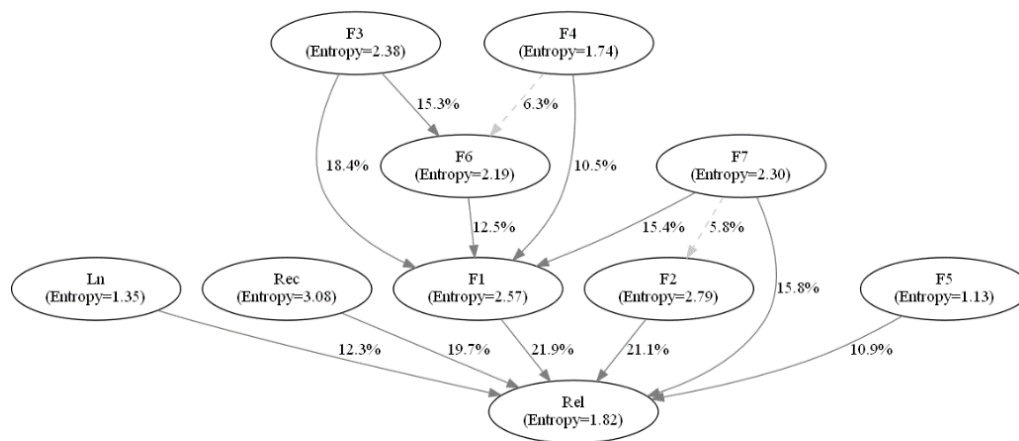 F3
(Entropy=2.38)
F4
(Entropy=1.74)
15.3%
6.3%
18.4%
F6
(Entropy=2.19)
10.5%
F7
(Entropy=2.30)
12.5%
15.4%
5.8%
Ln
(Entropy=1.35)
Rec
(Entropy=3.08)
F1
(Entropy=2.57)
F2
(Entropy=2.79)
15.8%
F5
(Entropy=1.13)
12.3%
19.7%
21.9%
21.1%
10.9%
Rel
(Entropy=1.82)